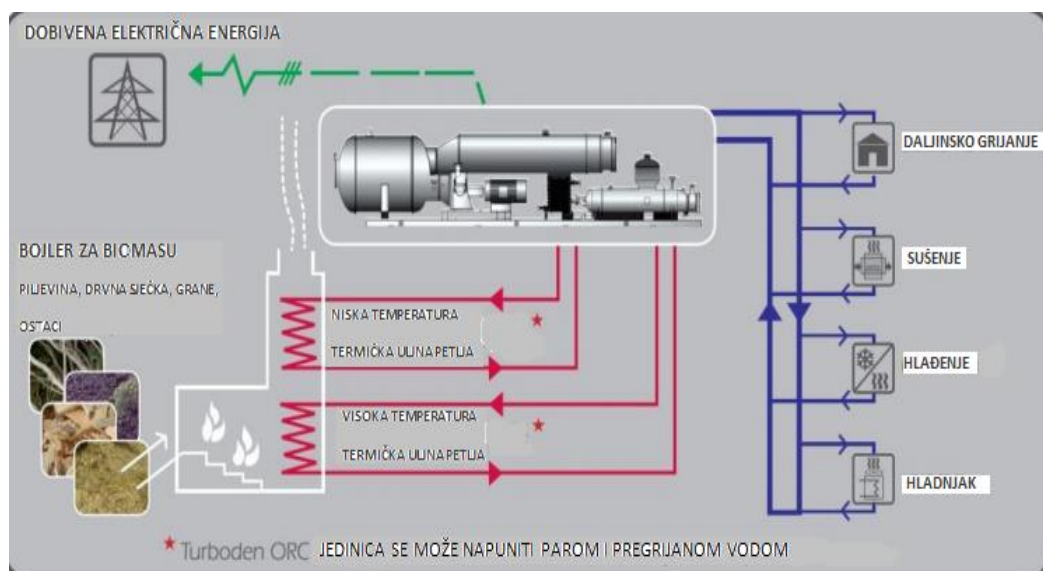 DOBIVENA ELEKTRIČNA ENERGIJA
DALJINSKO GRIJANJE
SUŠENJE
HLAĐENJE
HLADNJAK
BOJLER ZA BIOMASU
PILJEVINA, DRVNA SJEČKA, GRANE,
OSTACI
NISKA TEMPERATURA
TERMIČKA ULJNA PETLJA
VISOKA TEMPERATURA
TERMIČKA ULJNA PETLJA
Turboden ORC JEDINICA SE MOŽE NAPUNITI PAROM I PREGRIJANOM VODOM